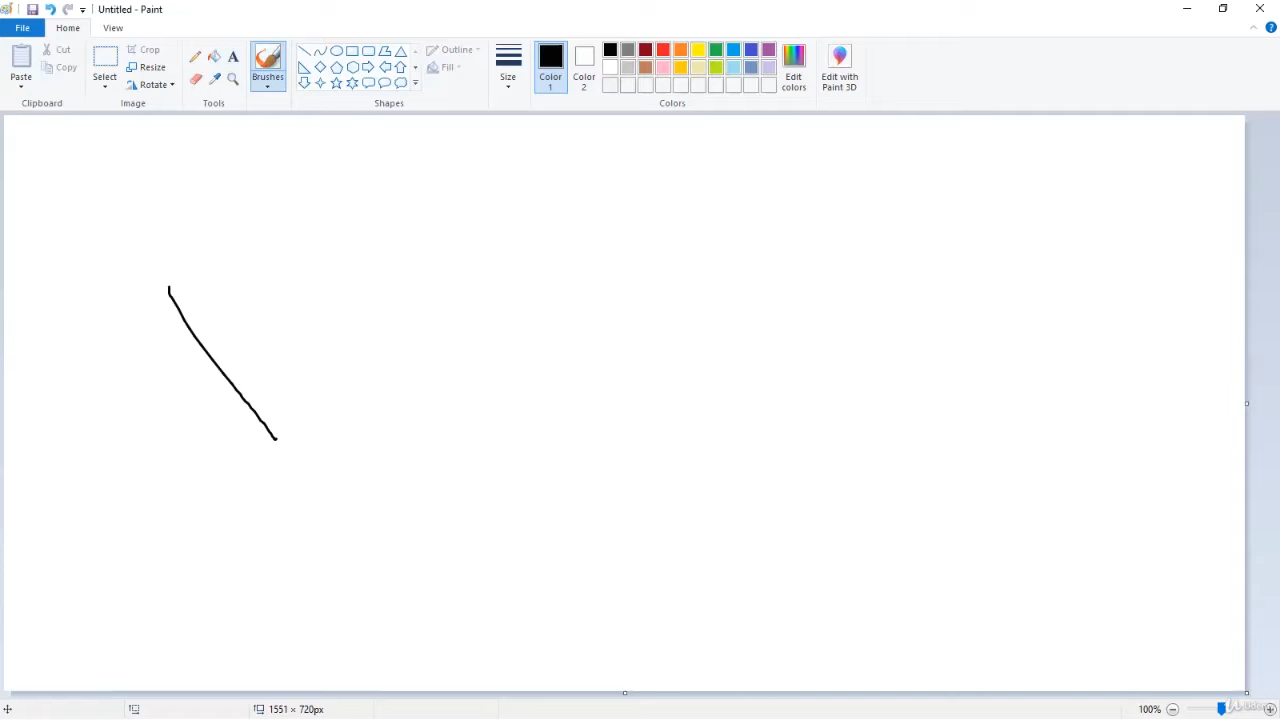 Untitled - Paint
File Home View
Paste Cut Copy Clipboard
Select Crop Resize Rotate Image
Tools
Brushes
Outline Fill Shapes
Size
Color 1 Color 2 Edit colors Colors
Edit with Paint 3D
1551 × 720px 100%